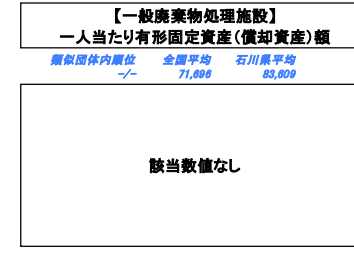 【一般廃棄物処理施設】
一人当たり有形固定資産(償却資産)額
類似団体内順位 全国平均 石川県平均
-/- 71,696 83,609
該当数値なし